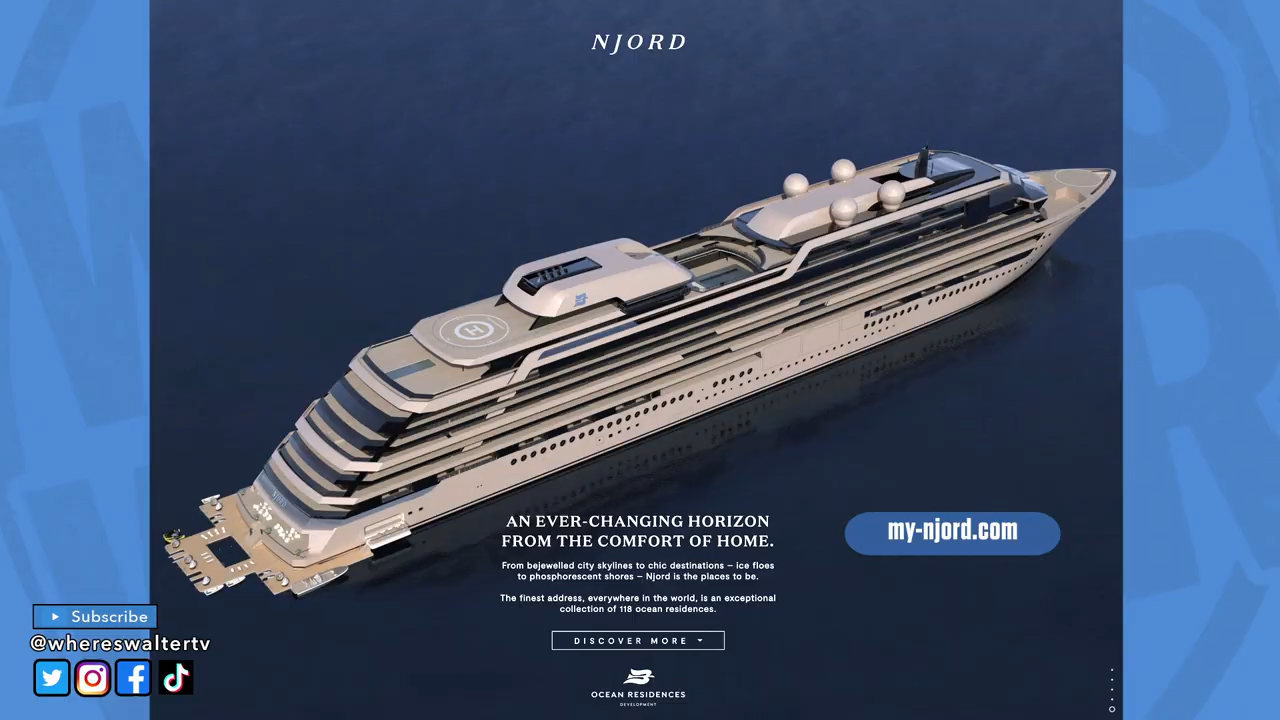 NJORD
H
AN EVER-CHANGING HORIZON
FROM THE COMFORT OF HOME.
my-njord.com
From bejewelled city skylines to chic destinations – ice floes
to phosphorescent shores – Njord is the places to be.
The finest address, everywhere in the world, is an exceptional
collection of 118 ocean residences.
Subscribe
@whereswaltertv
DISCOVER MORE
OCEAN RESIDENCES
DEVELOPMENT